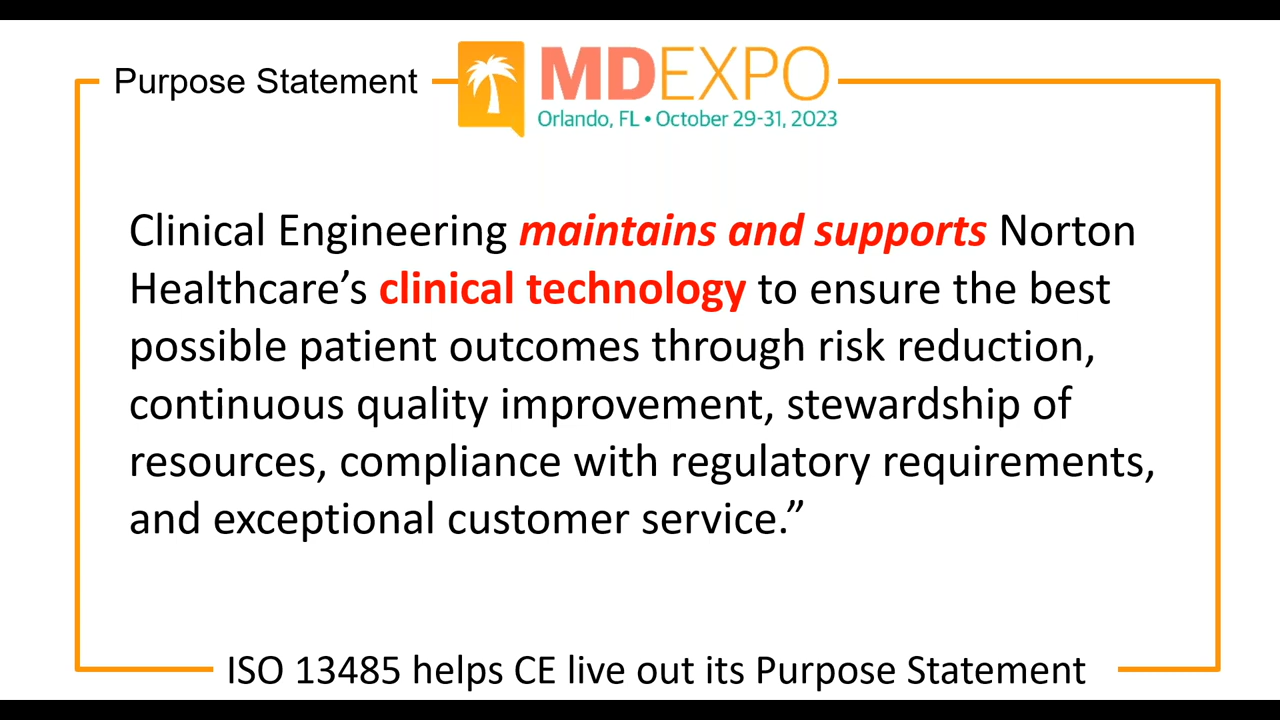 Purpose Statement
MDEXPO
Orlando, FL • October 29-31, 2023
Clinical Engineering maintains and supports Norton
Healthcare’s clinical technology to ensure the best
possible patient outcomes through risk reduction,
continuous quality improvement, stewardship of
resources, compliance with regulatory requirements,
and exceptional customer service.”
ISO 13485 helps CE live out its Purpose Statement